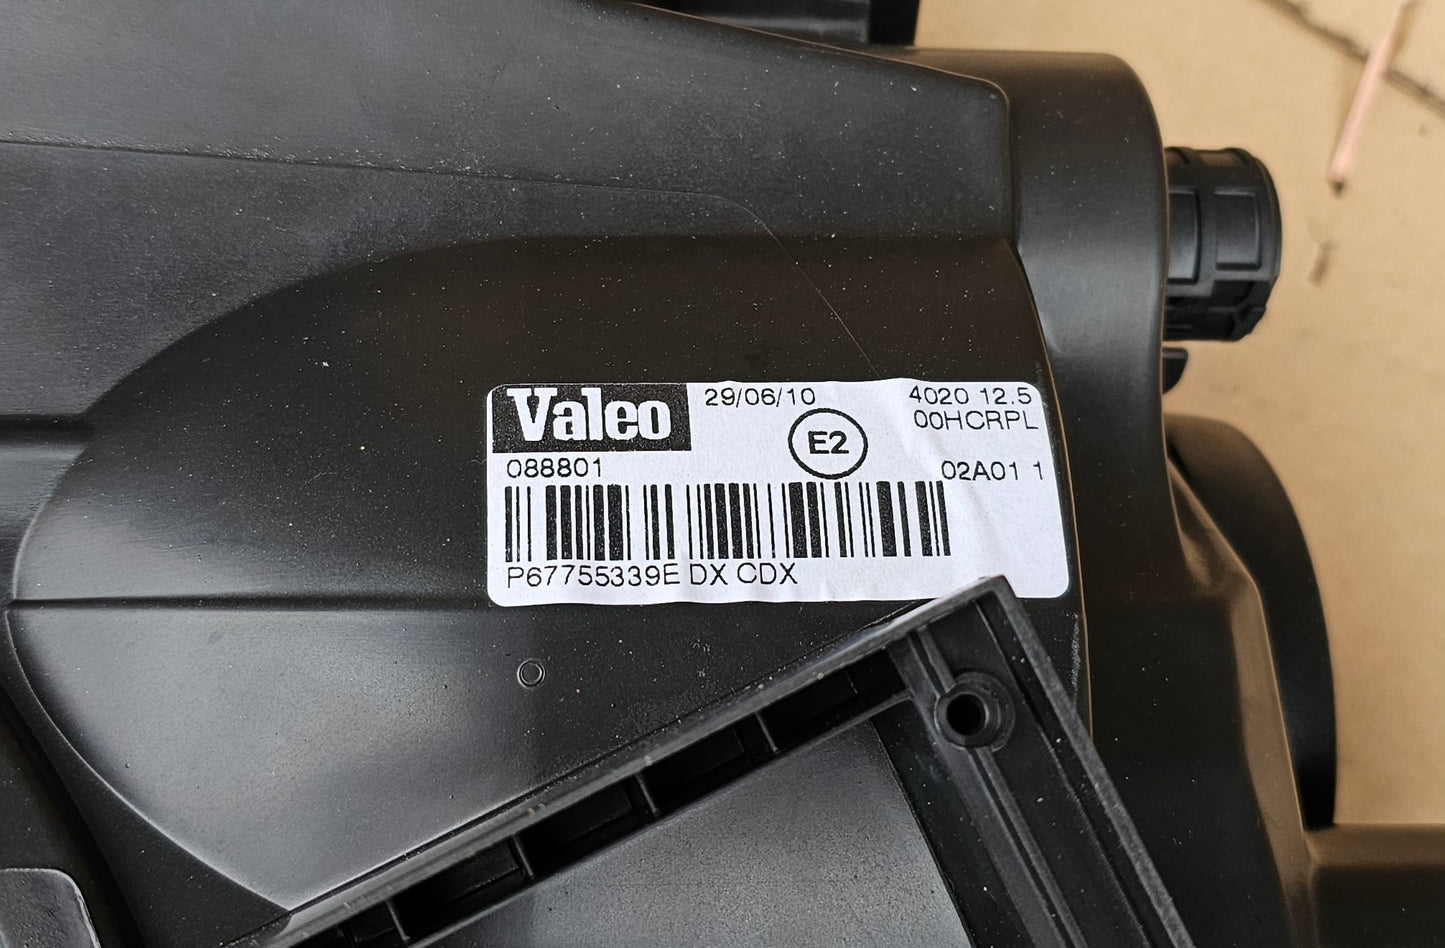 Valeo 29/06/10 4020 12.5
00HCRPL
E2
088801 02A01 1
P67755339E DX CDX